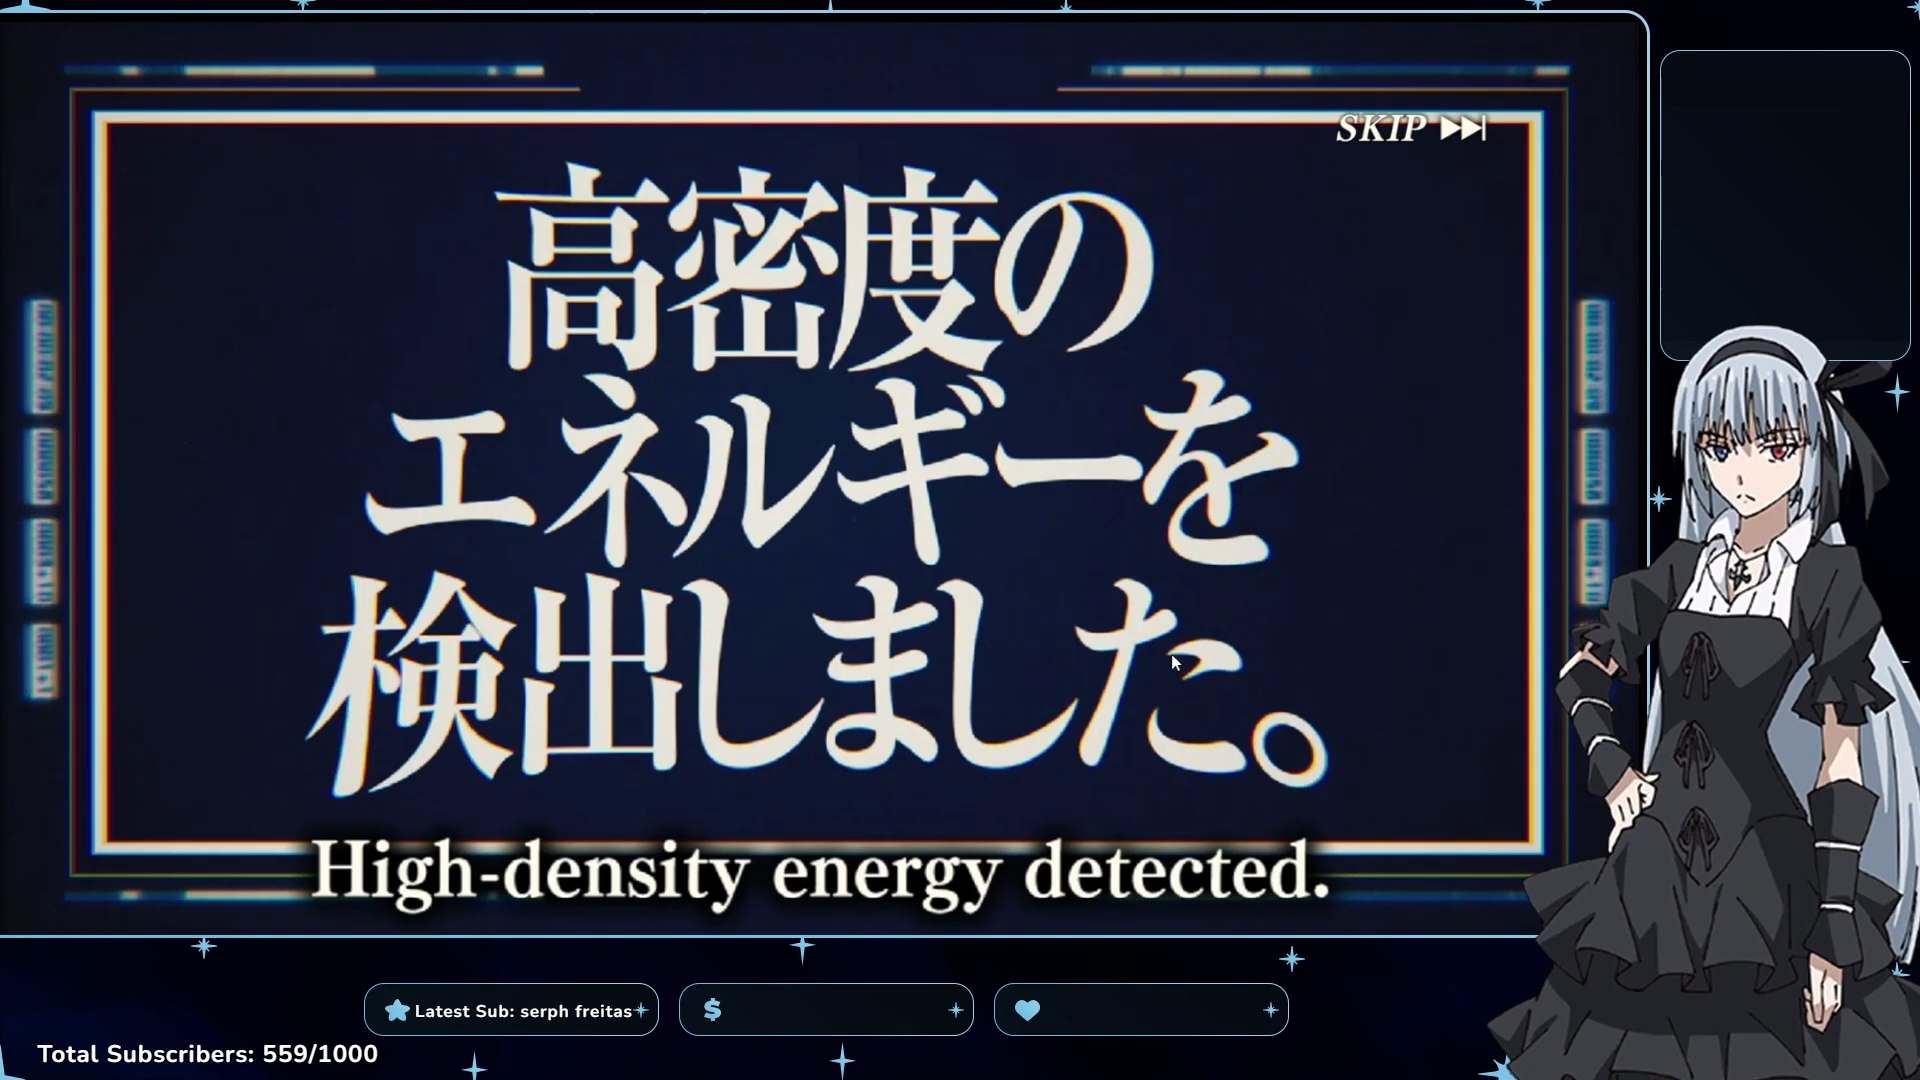 SKIP
高密度の
エネルギーを
検出しました。
High-density energy detected.
Latest Sub: serph freitas
$
Total Subscribers: 559/1000